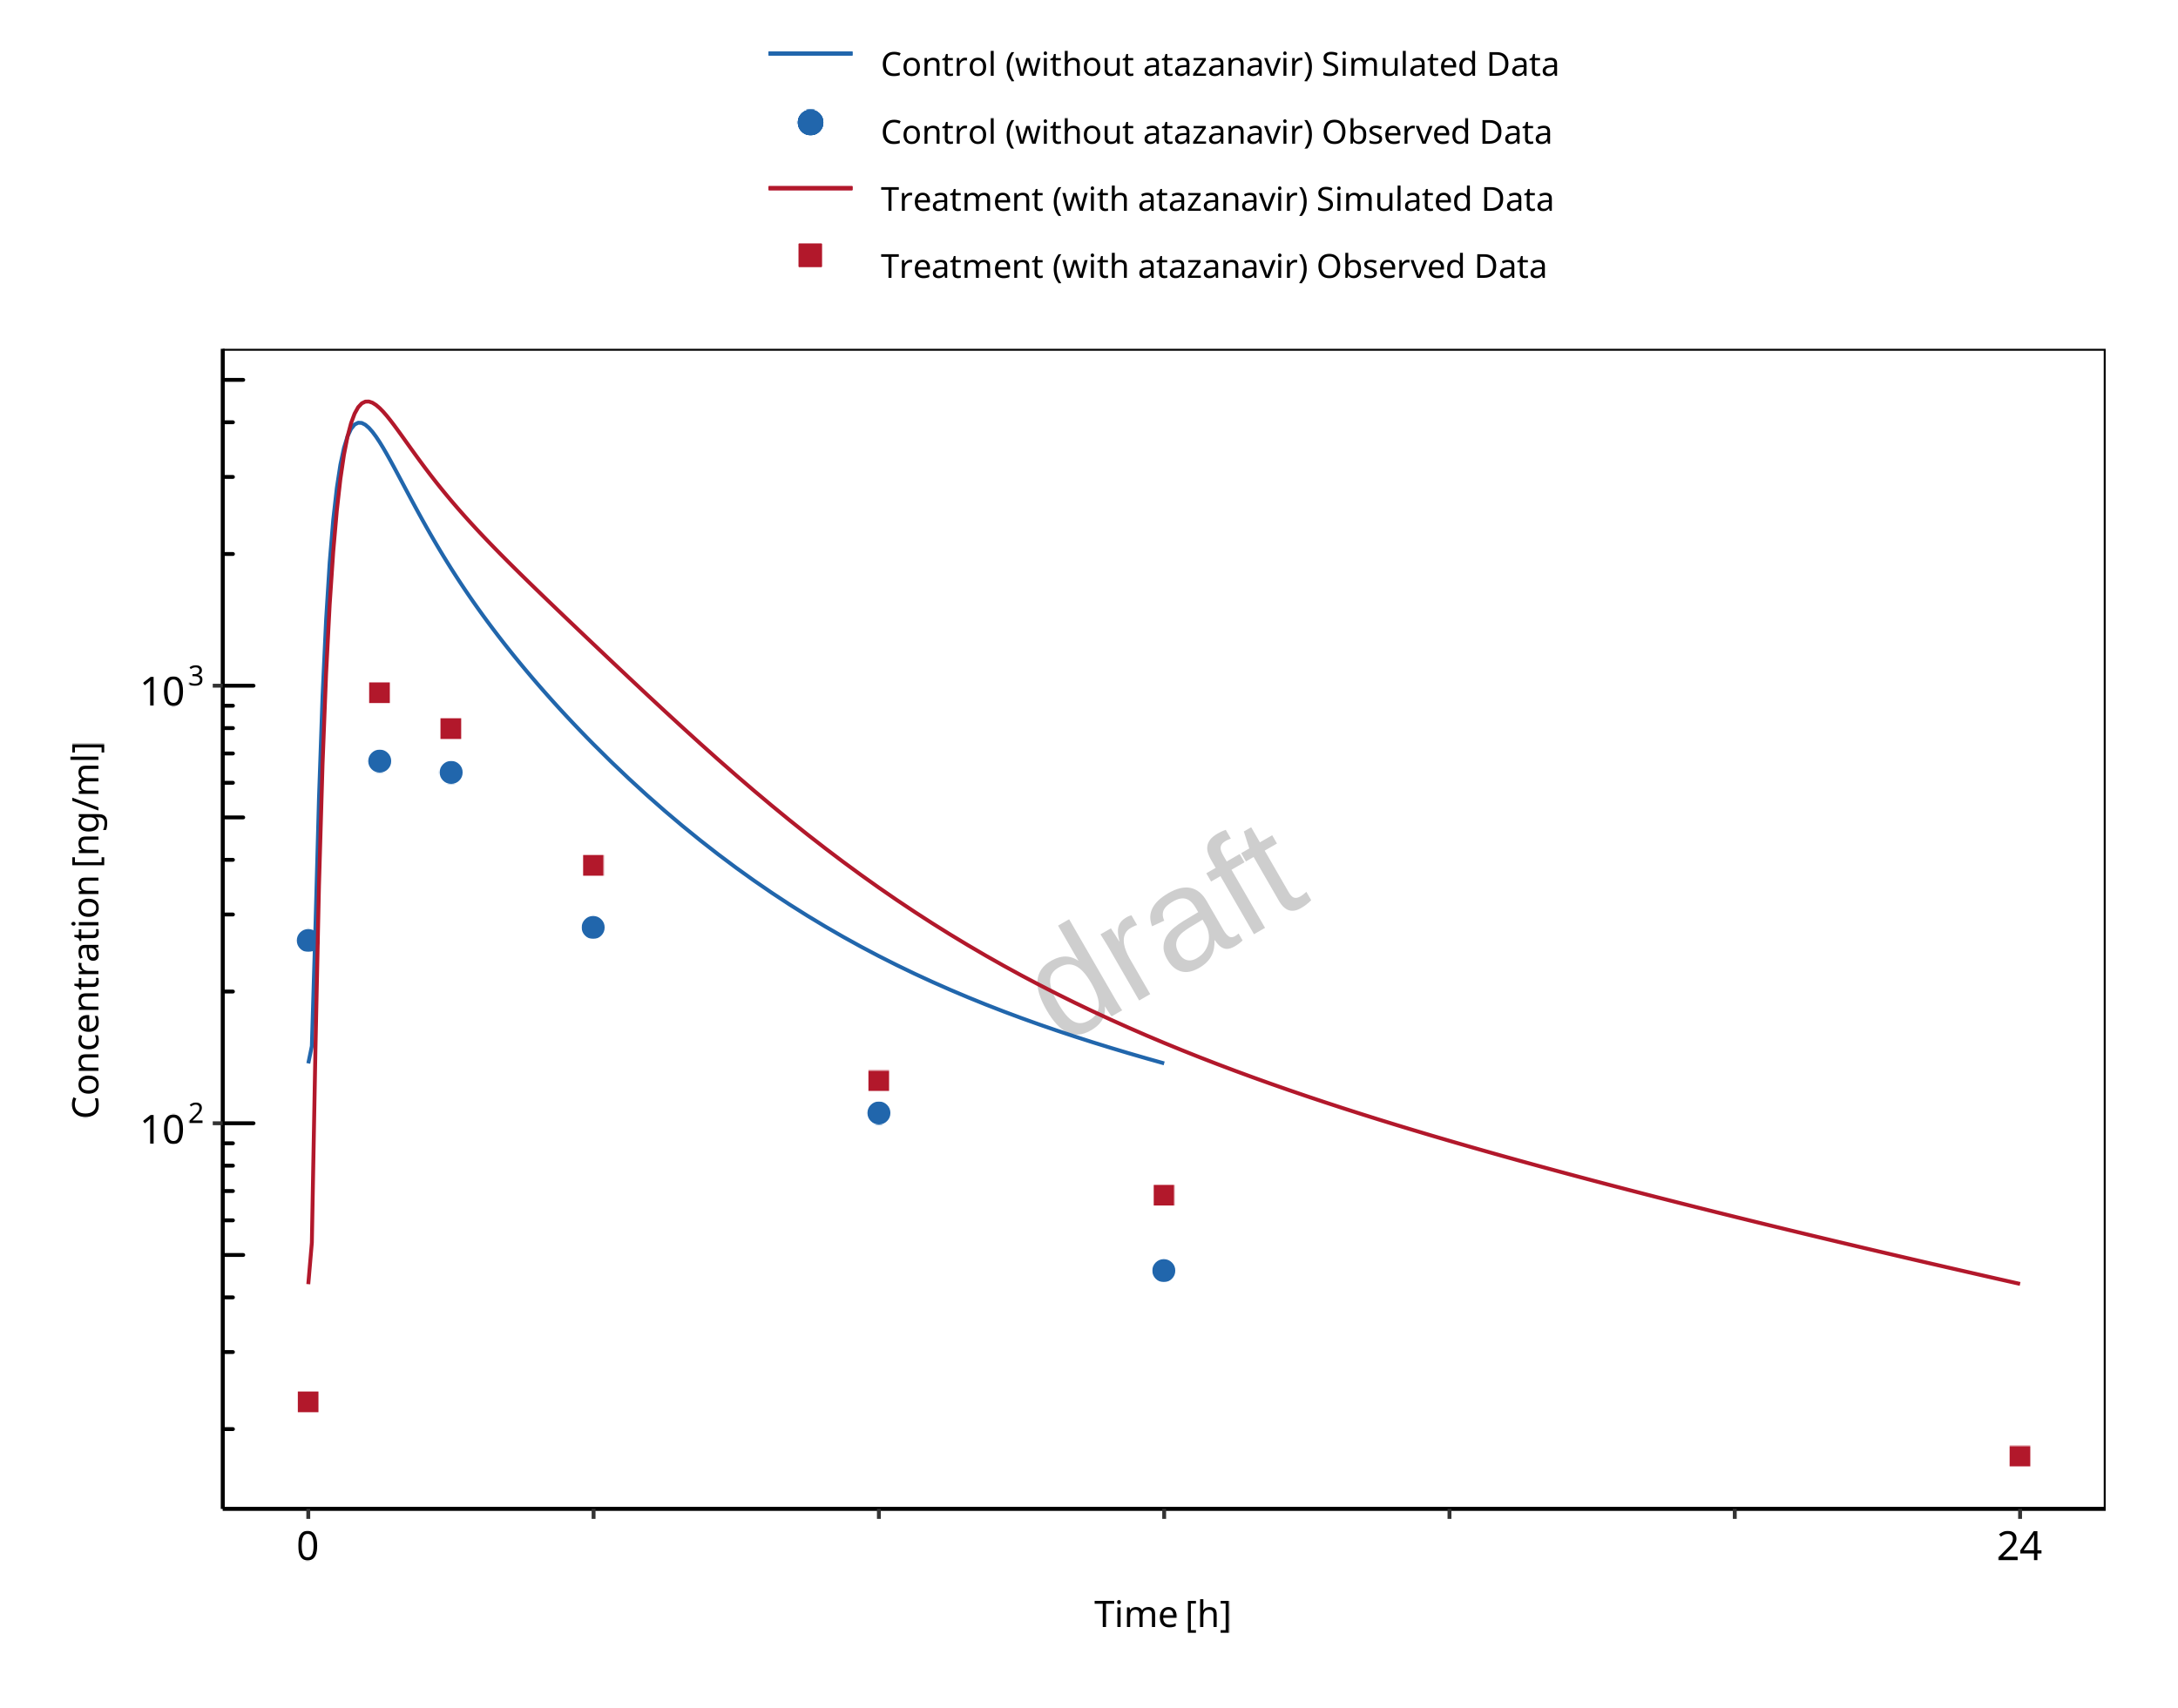 Control (without atazanavir) Simulated Data
Control (without atazanavir) Observed Data
Treatment (with atazanavir) Simulated Data
Treatment (with atazanavir) Observed Data
10³
10²
Concentration [ng/ml]
draft
0
24
Time [h]